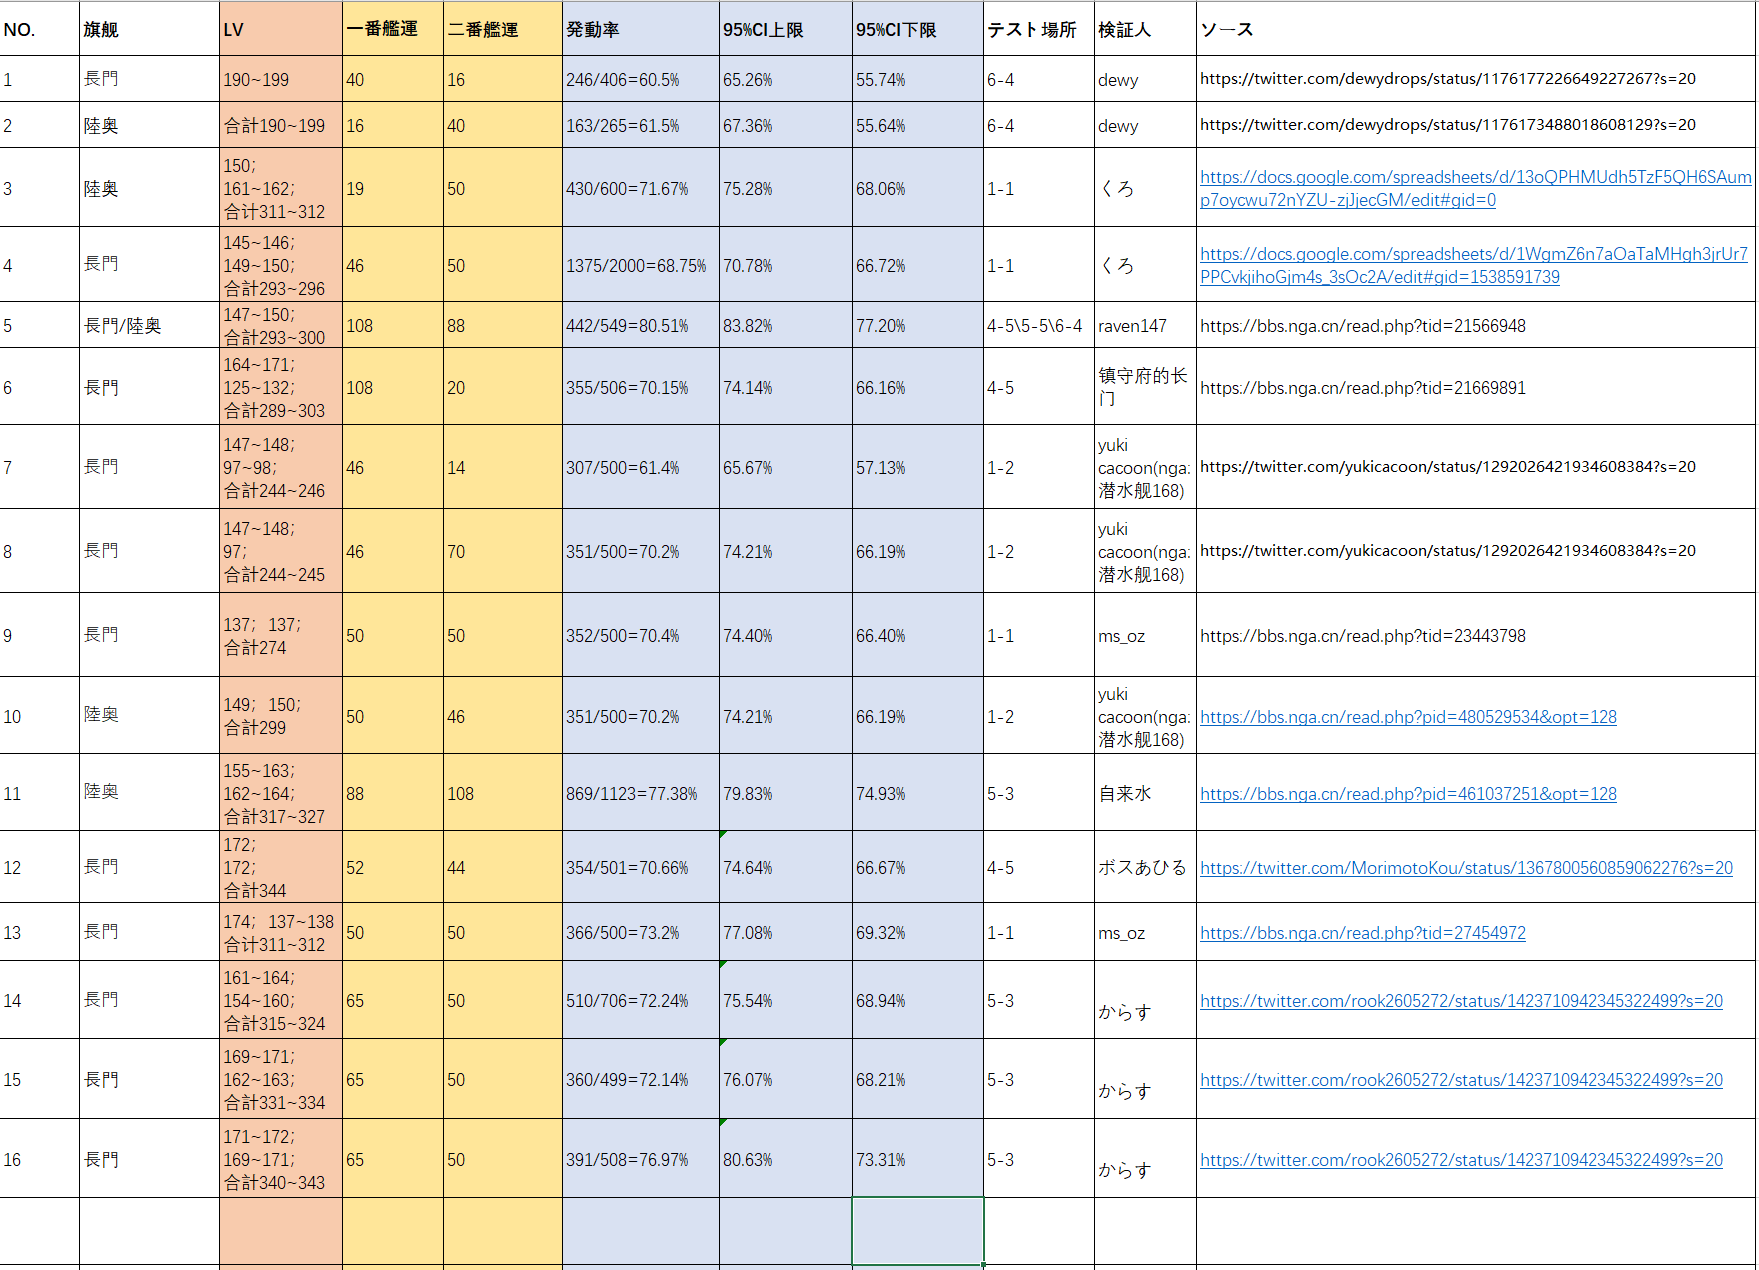 NO. 旗舰 LV 一番艦運 二番艦運 発動率 95%CI上限 95%CI下限 テスト場所 検証人 ソース
1 長門 190~199 40 16 246/406=60.5% 65.26% 55.74% 6-4 dewy https://twitter.com/dewydrops/status/1176177226649227267?s=20
2 陸奥 合計190~199 16 40 163/265=61.5% 67.36% 55.64% 6-4 dewy https://twitter.com/dewydrops/status/1176173488018608129?s=20
3 陸奥 150;
161~162;
合计311~312 19 50 430/600=71.67% 75.28% 68.06% 1-1 くろ https://docs.google.com/spreadsheets/d/13oQPHMUdh5TzF5QH6SAum
p7oycwu72nYZU-zjJjecGM/edit#gid=0
4 長門 145~146;
149~150;
合計293~296 46 50 1375/2000=68.75% 70.78% 66.72% 1-1 くろ https://docs.google.com/spreadsheets/d/1WgmZ6n7aOaTaMHgh3jrUr7
PPCvkjihoGjm4s_3sOc2A/edit#gid=1538591739
5 長門/陸奥 147~150;
合計293~300 108 88 442/549=80.51% 83.82% 77.20% 4-5\5-5\6-4 raven147 https://bbs.nga.cn/read.php?tid=21566948
6 長門 164~171;
125~132;
合計289~303 108 20 355/506=70.15% 74.14% 66.16% 4-5 镇守府的长
门 https://bbs.nga.cn/read.php?tid=21669891
7 長門 147~148;
97~98;
合計244~246 46 14 307/500=61.4% 65.67% 57.13% 1-2 yuki
cacoon(nga:
潜水舰168) https://twitter.com/yukicacoon/status/1292026421934608384?s=20
8 長門 147~148;
97;
合計244~245 46 70 351/500=70.2% 74.21% 66.19% 1-2 yuki
cacoon(nga:
潜水舰168) https://twitter.com/yukicacoon/status/1292026421934608384?s=20
9 長門 137; 137;
合計274 50 50 352/500=70.4% 74.40% 66.40% 1-1 ms_oz https://bbs.nga.cn/read.php?tid=23443798
10 陸奥 149; 150;
合計299 50 46 351/500=70.2% 74.21% 66.19% 1-2 yuki
cacoon(nga:
潜水舰168) https://bbs.nga.cn/read.php?pid=480529534&opt=128
11 陸奥 155~163;
162~164;
合計317~327 88 108 869/1123=77.38% 79.83% 74.93% 5-3 自来水 https://bbs.nga.cn/read.php?pid=461037251&opt=128
12 長門 172;
172;
合計344 52 44 354/501=70.66% 74.64% 66.67% 4-5 ボスあひる https://twitter.com/MorimotoKou/status/1367800560859062276?s=20
13 長門 174; 137~138
合计311~312 50 50 366/500=73.2% 77.08% 69.32% 1-1 ms_oz https://bbs.nga.cn/read.php?tid=27454972
14 長門 161~164;
154~160;
合計315~324 65 50 510/706=72.24% 75.54% 68.94% 5-3 からす https://twitter.com/rook2605272/status/1423710942345322499?s=20
15 長門 169~171;
162~163;
合計331~334 65 50 360/499=72.14% 76.07% 68.21% 5-3 からす https://twitter.com/rook2605272/status/1423710942345322499?s=20
16 長門 171~172;
169~171;
合計340~343 65 50 391/508=76.97% 80.63% 73.31% 5-3 からす https://twitter.com/rook2605272/status/1423710942345322499?s=20